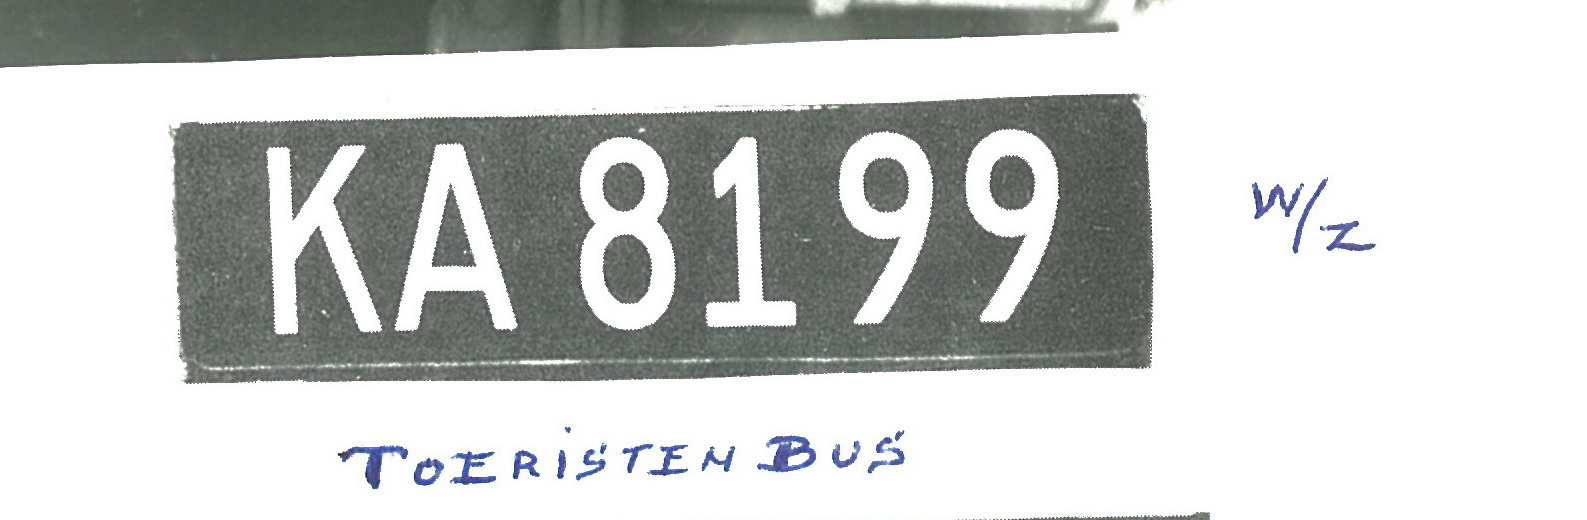 KA 8199
W/Z
TOERISTEN BUS